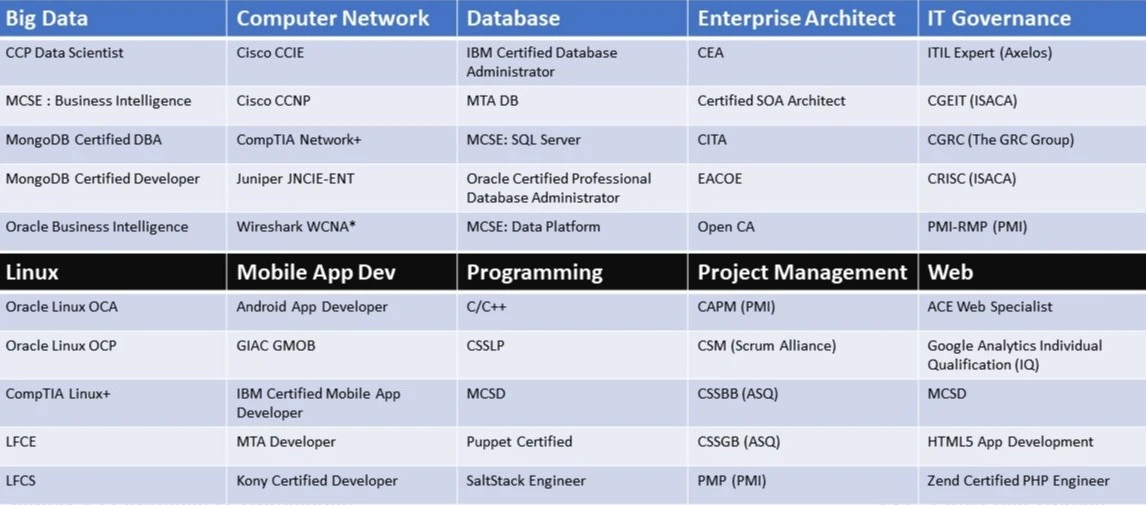 Big Data Computer Network Database Enterprise Architect IT Governance
CCP Data Scientist Cisco CCIE IBM Certified Database CEA ITIL Expert (Axelos)
Administrator
MCSE : Business Intelligence Cisco CCNP MTA DB Certified SOA Architect CGEIT (ISACA)
MongoDB Certified DBA CompTIA Network+ MCSE: SQL Server CITA CGRC (The GRC Group)
MongoDB Certified Developer Juniper JNCIE-ENT Oracle Certified Professional EACOE CRISC (ISACA)
Database Administrator
Oracle Business Intelligence Wireshark WCNA* MCSE: Data Platform Open CA PMI-RMP (PMI)
Linux Mobile App Dev Programming Project Management Web
Oracle Linux OCA Android App Developer C/C++ CAPM (PMI) ACE Web Specialist
Oracle Linux OCP GIAC GMOB CSSLP CSM (Scrum Alliance) Google Analytics Individual
Qualification (IQ)
CompTIA Linux+ IBM Certified Mobile App MCSD CSSBB (ASQ) MCSD
Developer
LFCE MTA Developer Puppet Certified CSSGB (ASQ) HTML5 App Development
LFCS Kony Certified Developer SaltStack Engineer PMP (PMI) Zend Certified PHP Engineer